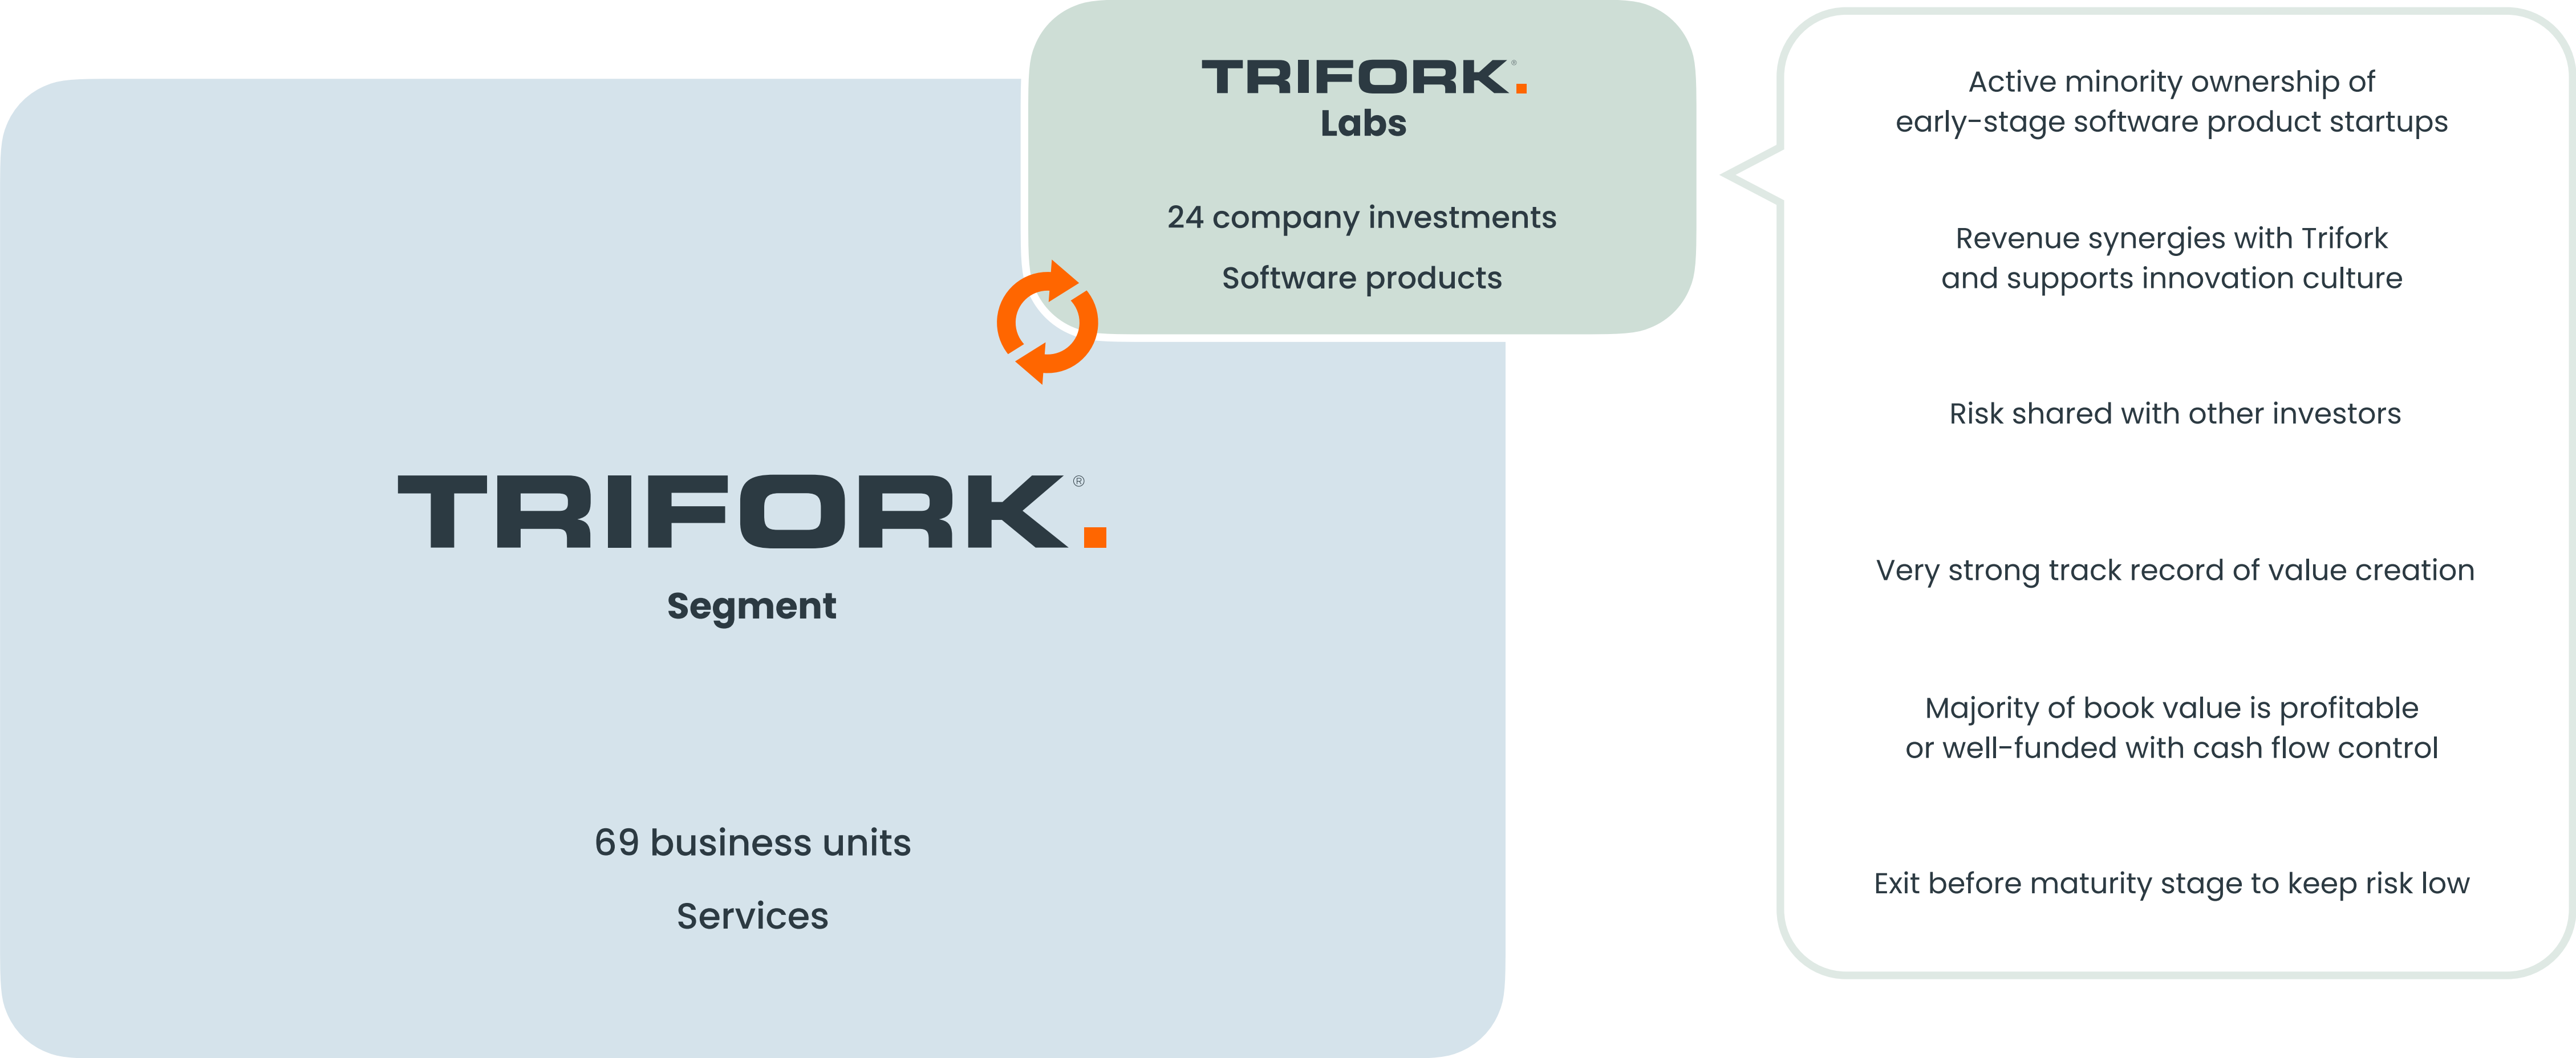 TRIFORK.®
Labs
24 company investments
Software products
TRIFORK.®
Segment
69 business units
Services
Active minority ownership of
early-stage software product startups
Revenue synergies with Trifork
and supports innovation culture
Risk shared with other investors
Very strong track record of value creation
Majority of book value is profitable
or well-funded with cash flow control
Exit before maturity stage to keep risk low